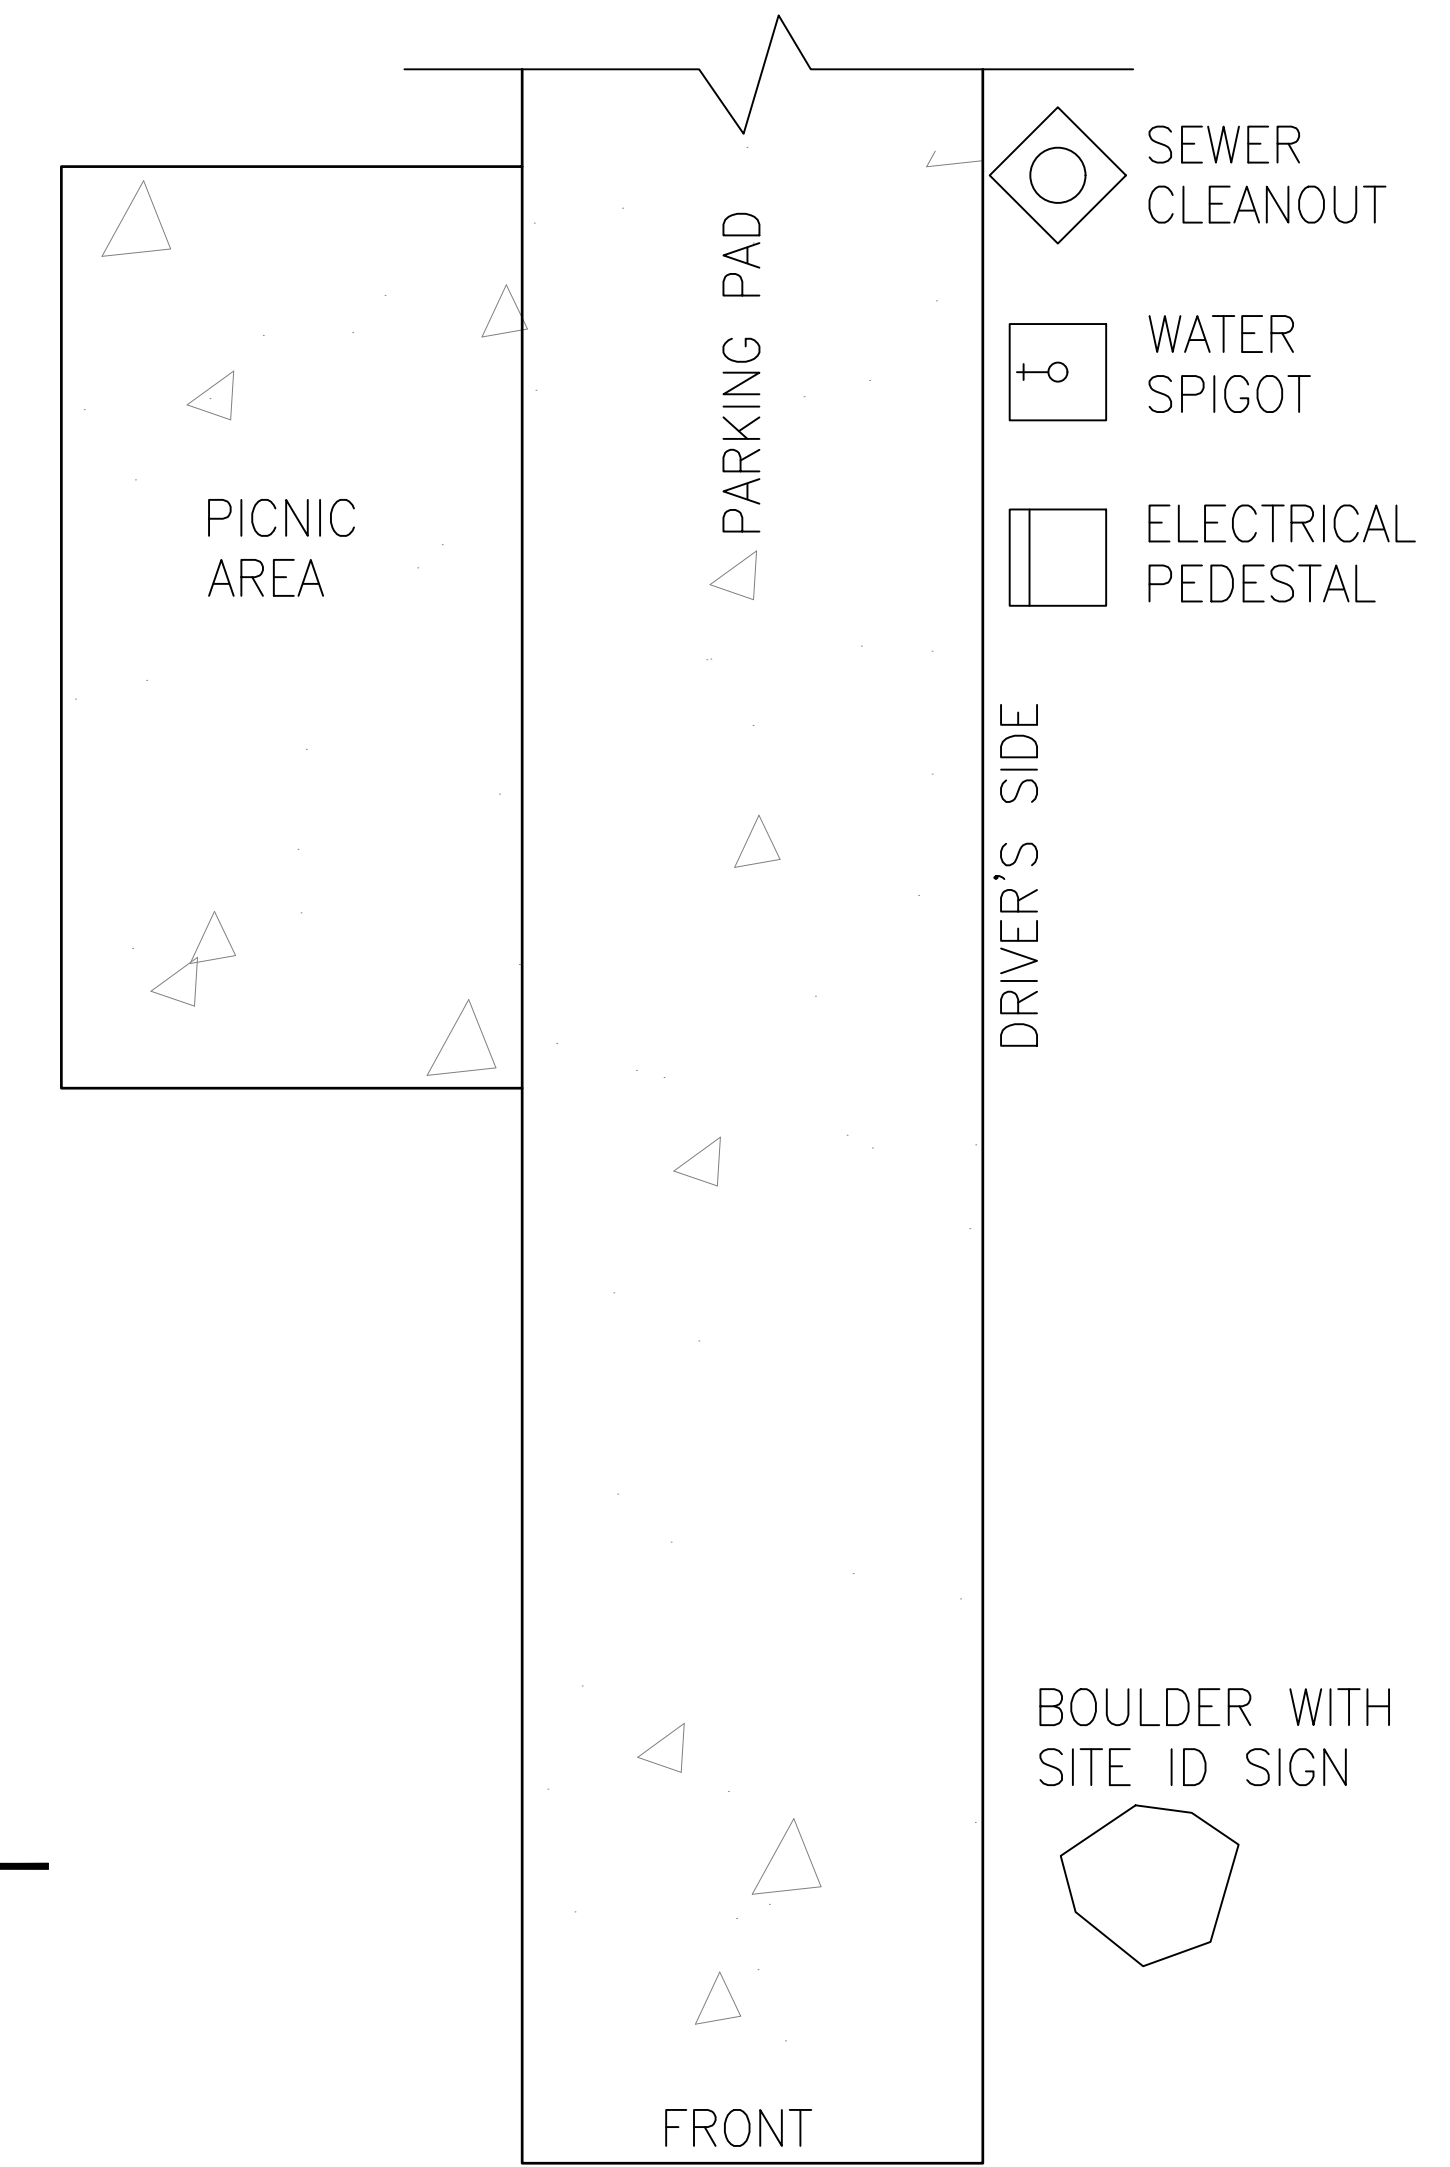 SEWER
CLEANOUT
PARKING PAD
WATER
SPIGOT
PICNIC
AREA
ELECTRICAL
PEDESTAL
DRIVER'S SIDE
BOULDER WITH
SITE ID SIGN
FRONT